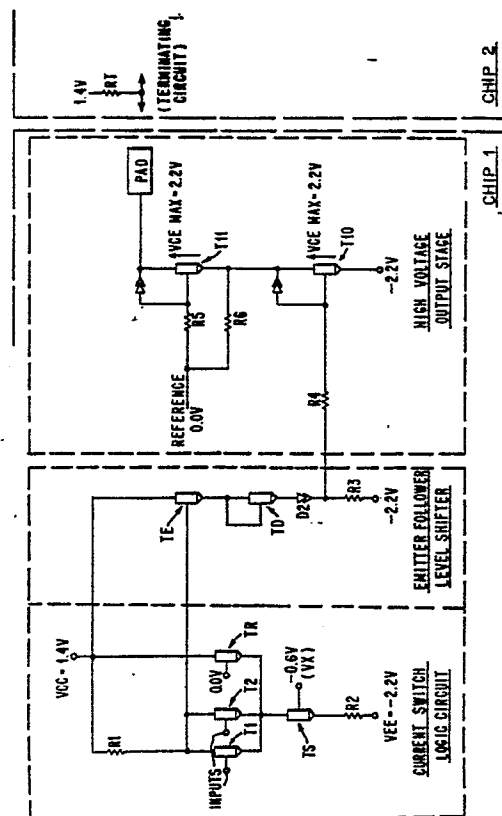 VCC=1.4V
R1
INPUTS
T1
T2
0.0V
TR
TS
-0.6V
(VX)
R2
VEE=-2.2V
CURRENT SWITCH
LOGIC CIRCUIT
TE
TD
D2
R3
-2.2V
EMITTER FOLLOWER
LEVEL SHIFTER
REFERENCE
0.0V
R5
R6
R4
PAD
VCE MAX=2.2V
T11
VCE MAX=2.2V
T10
-2.2V
HIGH VOLTAGE
OUTPUT STAGE
CHIP 1
1.4V
RT
(TERMINATING
CIRCUIT)
CHIP 2